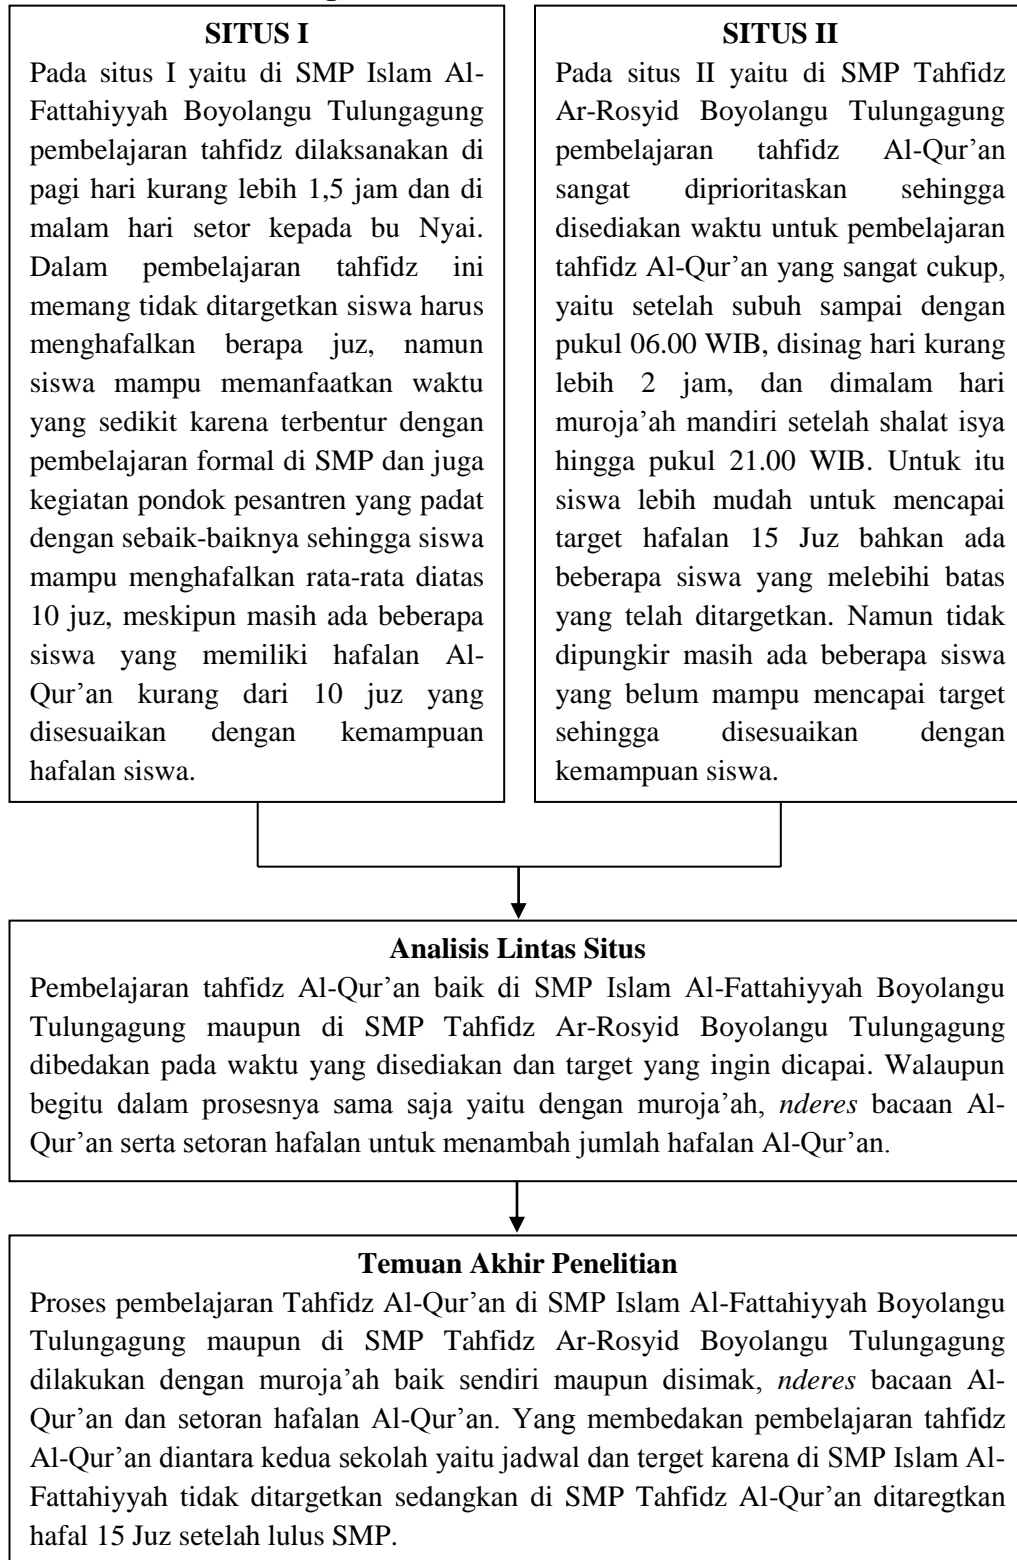 SITUS I
Pada situs I yaitu di SMP Islam Al-
Fattahiyyah Boyolangu Tulungagung
pembelajaran tahfidz dilaksanakan di
pagi hari kurang lebih 1,5 jam dan di
malam hari setor kepada bu Nyai.
Dalam pembelajaran tahfidz ini
memang tidak ditargetkan siswa harus
menghafalkan berapa juz, namun
siswa mampu memanfaatkan waktu
yang sedikit karena terbentur dengan
pembelajaran formal di SMP dan juga
kegiatan pondok pesantren yang padat
dengan sebaik-baiknya sehingga siswa
mampu menghafalkan rata-rata diatas
10 juz, meskipun masih ada beberapa
siswa yang memiliki hafalan Al-
Qur'an kurang dari 10 juz yang
disesuaikan dengan kemampuan
hafalan siswa.
SITUS II
Pada situs II yaitu di SMP Tahfidz
Ar-Rosyid Boyolangu Tulungagung
pembelajaran tahfidz Al-Qur'an
sangat diprioritaskan sehingga
disediakan waktu untuk pembelajaran
tahfidz Al-Qur'an yang sangat cukup,
yaitu setelah subuh sampai dengan
pukul 06.00 WIB, disinag hari kurang
lebih 2 jam, dan dimalam hari
muroja'ah mandiri setelah shalat isya
hingga pukul 21.00 WIB. Untuk itu
siswa lebih mudah untuk mencapai
target hafalan 15 Juz bahkan ada
beberapa siswa yang melebihi batas
yang telah ditargetkan. Namun tidak
dipungkir masih ada beberapa siswa
yang belum mampu mencapai target
sehingga disesuaikan dengan
kemampuan siswa.
Analisis Lintas Situs
Pembelajaran tahfidz Al-Qur'an baik di SMP Islam Al-Fattahiyyah Boyolangu
Tulungagung maupun di SMP Tahfidz Ar-Rosyid Boyolangu Tulungagung
dibedakan pada waktu yang disediakan dan target yang ingin dicapai. Walaupun
begitu dalam prosesnya sama saja yaitu dengan muroja'ah, nderes bacaan Al-
Qur'an serta setoran hafalan untuk menambah jumlah hafalan Al-Qur'an.
Temuan Akhir Penelitian
Proses pembelajaran Tahfidz Al-Qur'an di SMP Islam Al-Fattahiyyah Boyolangu
Tulungagung maupun di SMP Tahfidz Ar-Rosyid Boyolangu Tulungagung
dilakukan dengan muroja'ah baik sendiri maupun disimak, nderes bacaan Al-
Qur'an dan setoran hafalan Al-Qur'an. Yang membedakan pembelajaran tahfidz
Al-Qur'an diantara kedua sekolah yaitu jadwal dan terget karena di SMP Islam Al-
Fattahiyyah tidak ditargetkan sedangkan di SMP Tahfidz Al-Qur'an ditaregtkan
hafal 15 Juz setelah lulus SMP.